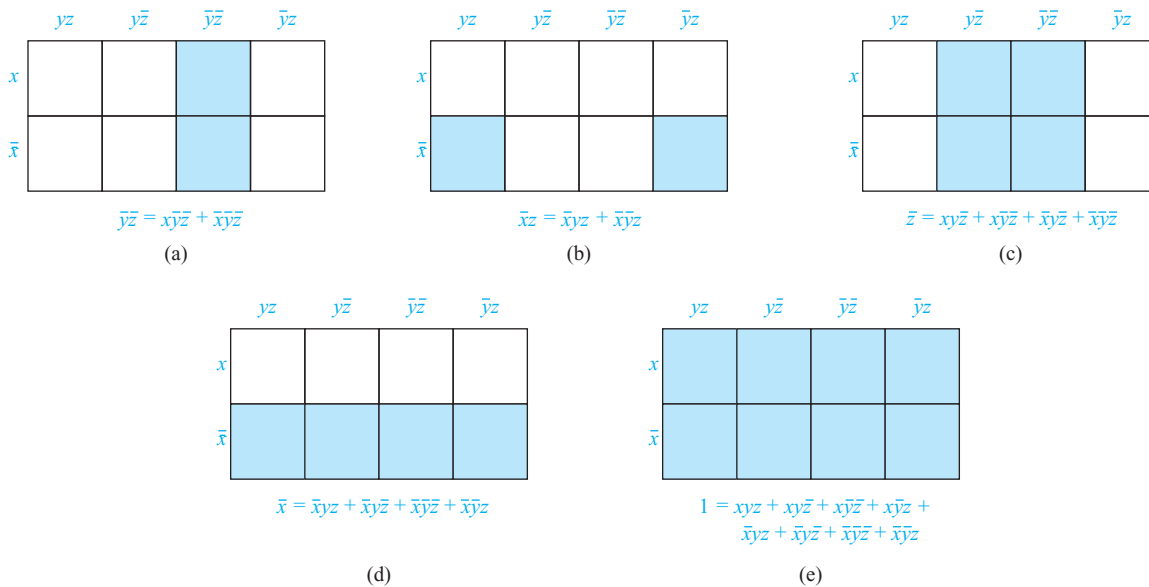 yz yz̄ ȳz̄ ȳz
x
x̄
ȳz̄ = xȳz̄ + x̄ȳz̄
(a)
yz yz̄ ȳz̄ ȳz
x
x̄
x̄z = x̄yz + x̄ȳz
(b)
yz yz̄ ȳz̄ ȳz
x
x̄
z̄ = xyz̄ + xȳz̄ + x̄yz̄ + x̄ȳz̄
(c)
yz yz̄ ȳz̄ ȳz
x
x̄
x̄ = x̄yz + x̄yz̄ + x̄ȳz̄ + x̄ȳz
(d)
yz yz̄ ȳz̄ ȳz
x
x̄
1 = xyz + xyz̄ + xȳz̄ + xȳz +
x̄yz + x̄yz̄ + x̄ȳz̄ + x̄ȳz
(e)